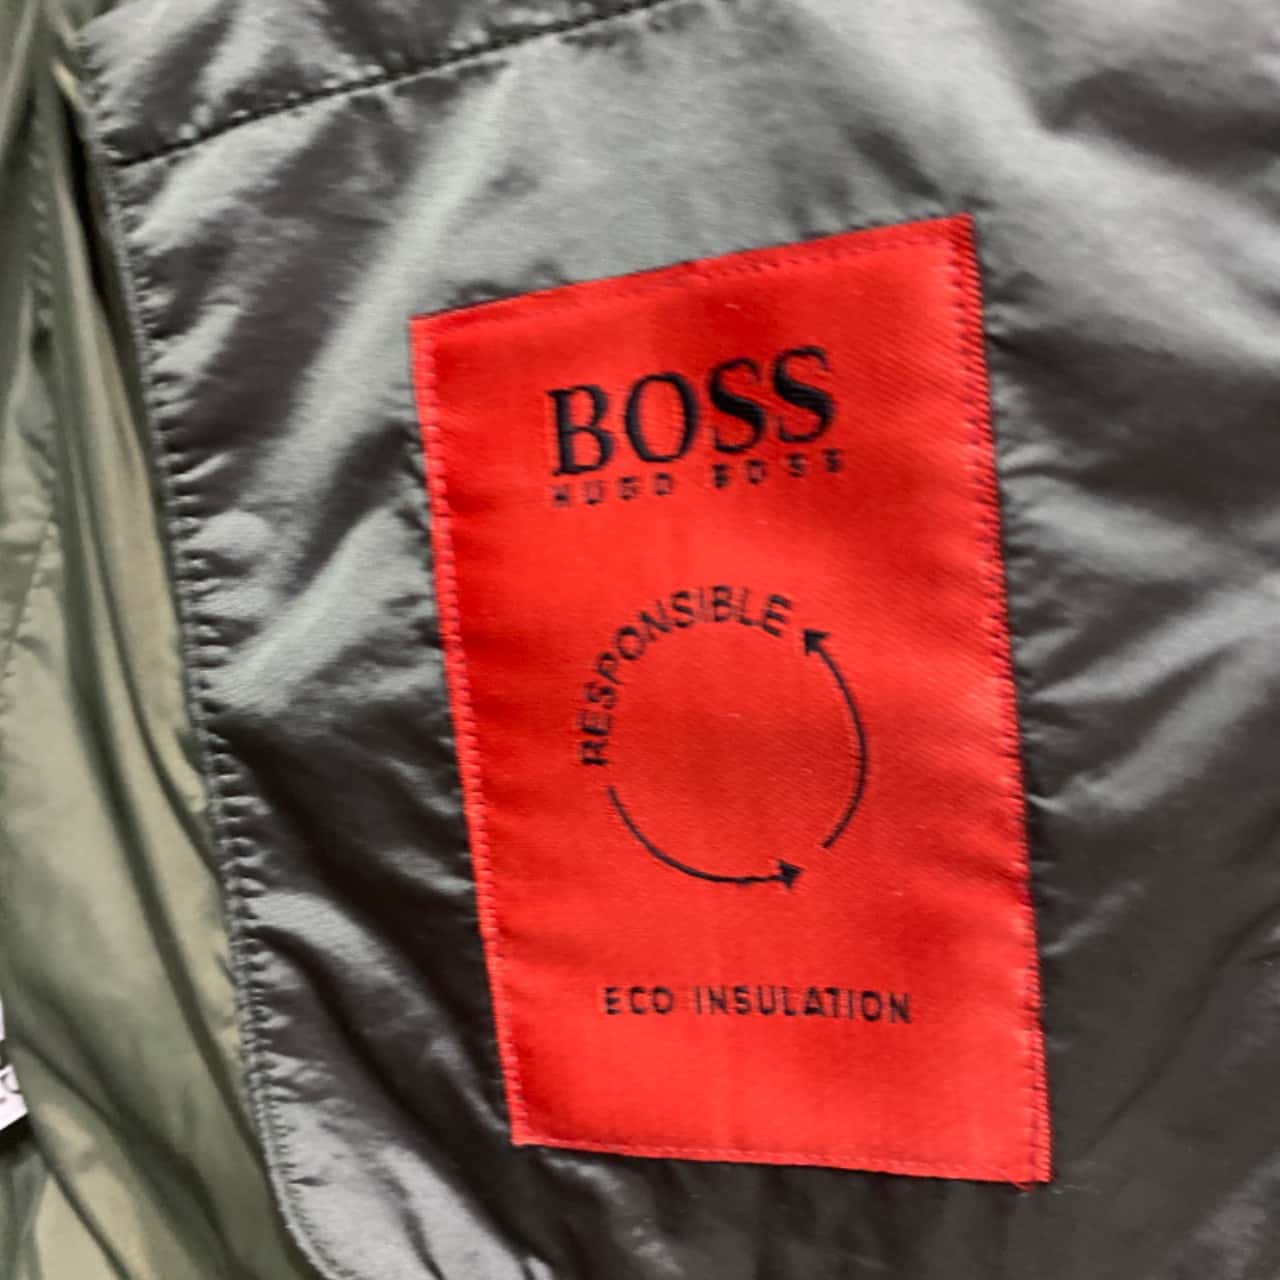 BOSS
HUGO BOSS
RESPONSIBLE
ECO INSULATION